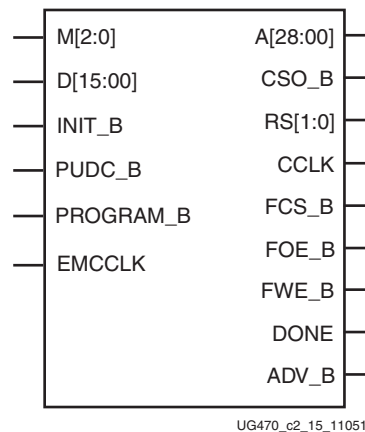 M[2:0]
D[15:00]
INIT_B
PUDC_B
PROGRAM_B
EMCCLK
A[28:00]
CSO_B
RS[1:0]
CCLK
FCS_B
FOE_B
FWE_B
DONE
ADV_B
UG470_c2_15_11051